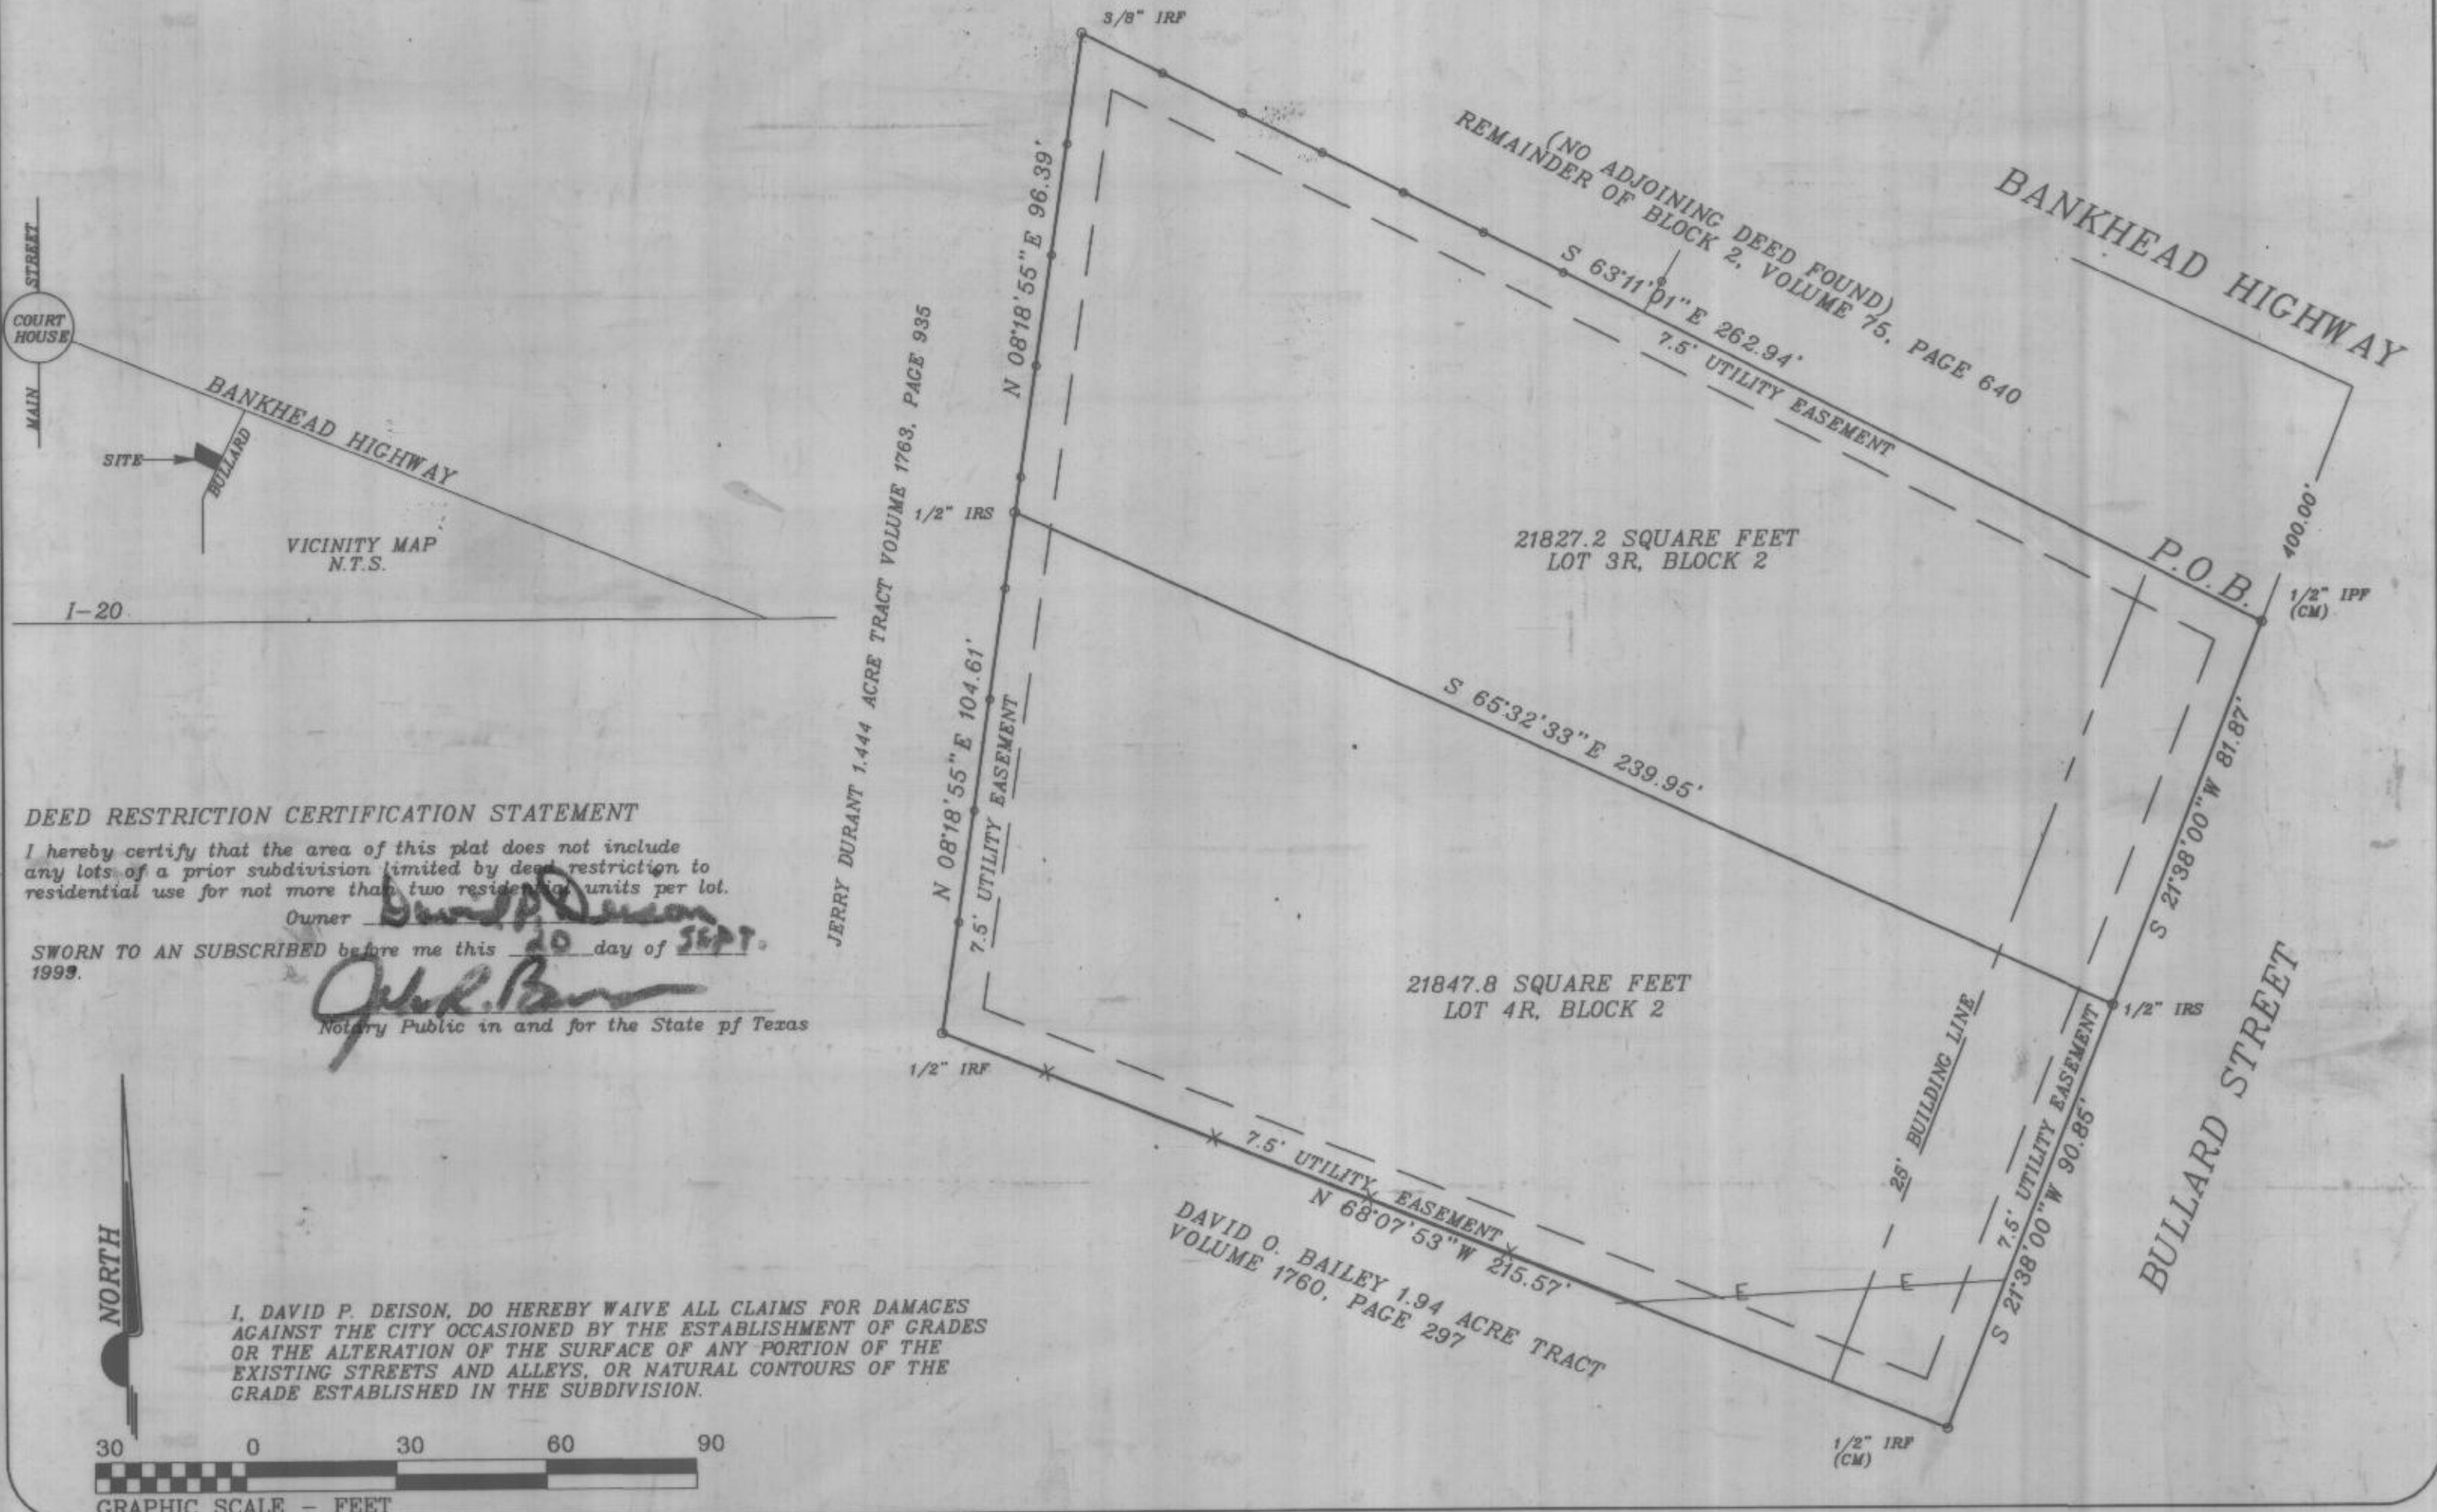 3/8" IRF
BANKHEAD HIGHWAY
(NO ADJOINING DEED FOUND)
REMAINDER OF BLOCK 2, VOLUME 75, PAGE 640
S 63°11'01"E 262.94'
7.5' UTILITY EASEMENT
N 08°18'55"E 96.39'
MAIN STREET
COURT
HOUSE
BANKHEAD HIGHWAY
SITE
BULLARD
VICINITY MAP
N.T.S.
I-20
JERRY DURANT 1.444 ACRE TRACT VOLUME 1763, PAGE 935
1/2" IRS
21827.2 SQUARE FEET
LOT 3R, BLOCK 2
P.O.B.
400.00'
1/2" IPF
(CM)
N 08°18'55"E 104.61'
7.5' UTILITY EASEMENT
S 65°32'33"E 239.95'
S 21°38'00"W 81.87'
DEED RESTRICTION CERTIFICATION STATEMENT
I hereby certify that the area of this plat does not include
any lots of a prior subdivision limited by deed restriction to
residential use for not more than two residential units per lot.
Owner David P. Deison
SWORN TO AN SUBSCRIBED before me this 20 day of SEPT.
1999.
Notary Public in and for the State pf Texas
21847.8 SQUARE FEET
LOT 4R, BLOCK 2
1/2" IRS
BULLARD STREET
25' BUILDING LINE
7.5' UTILITY EASEMENT
S 21°38'00"W 90.85'
1/2" IRF
7.5' UTILITY EASEMENT
N 68°07'53"W 215.57'
DAVID O. BAILEY 1.94 ACRE TRACT
VOLUME 1760, PAGE 297
E E
1/2" IRF
(CM)
NORTH
I, DAVID P. DEISON, DO HEREBY WAIVE ALL CLAIMS FOR DAMAGES
AGAINST THE CITY OCCASIONED BY THE ESTABLISHMENT OF GRADES
OR THE ALTERATION OF THE SURFACE OF ANY PORTION OF THE
EXISTING STREETS AND ALLEYS, OR NATURAL CONTOURS OF THE
GRADE ESTABLISHED IN THE SUBDIVISION.
30 0 30 60 90
GRAPHIC SCALE - FEET